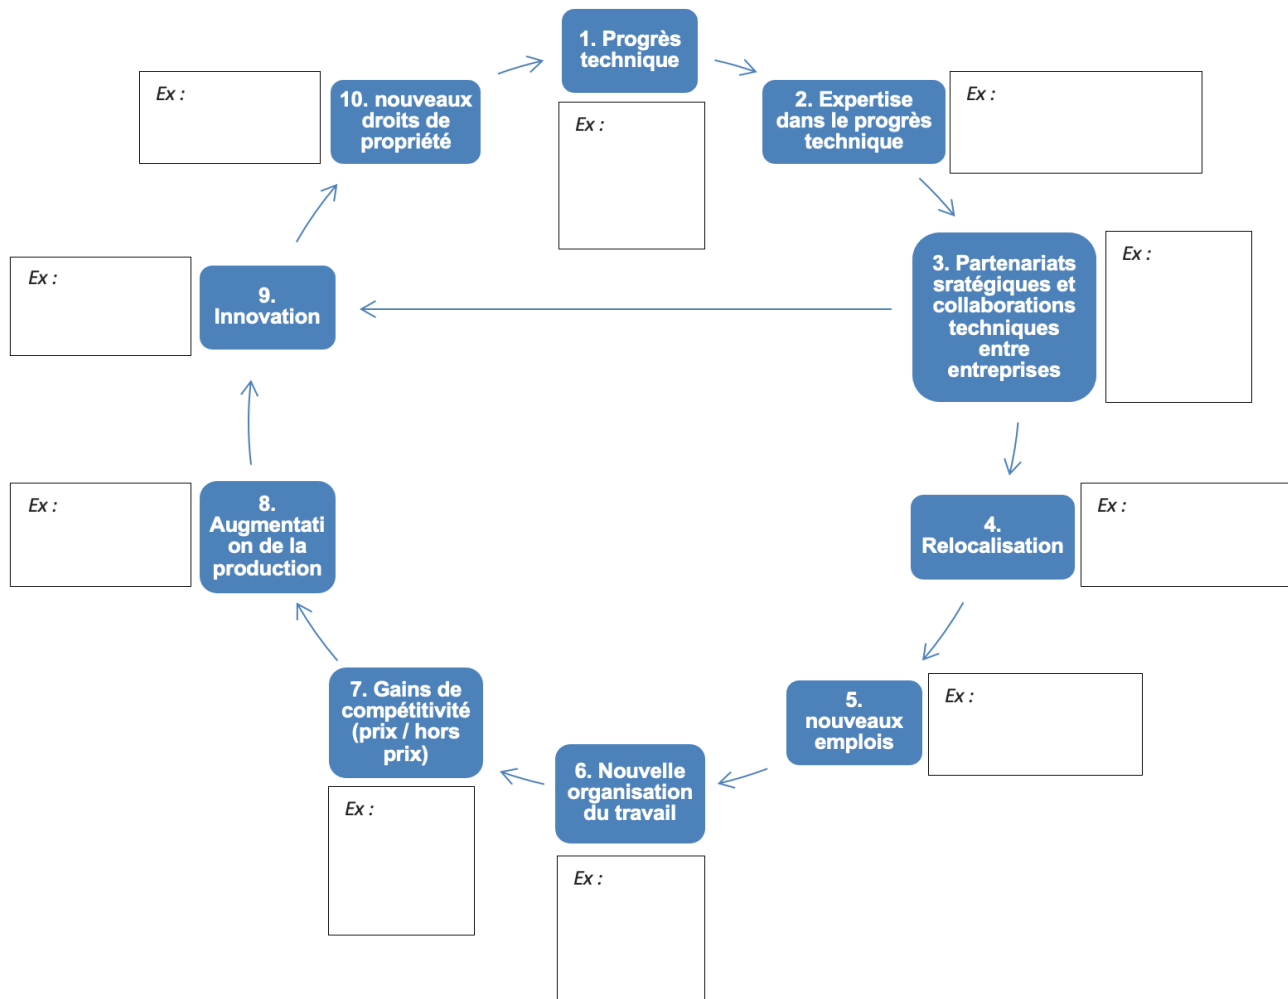 1. Progrès
technique
Ex :
2. Expertise
dans le progrès
technique
Ex :
3. Partenariats
sratégiques et
collaborations
techniques
entre
entreprises
Ex :
4.
Relocalisation
Ex :
5.
nouveaux
emplois
Ex :
6. Nouvelle
organisation
du travail
Ex :
7. Gains de
compétitivité
(prix / hors
prix)
Ex :
8.
Augmentati
on de la
production
Ex :
9.
Innovation
Ex :
10. nouveaux
droits de
propriété
Ex :